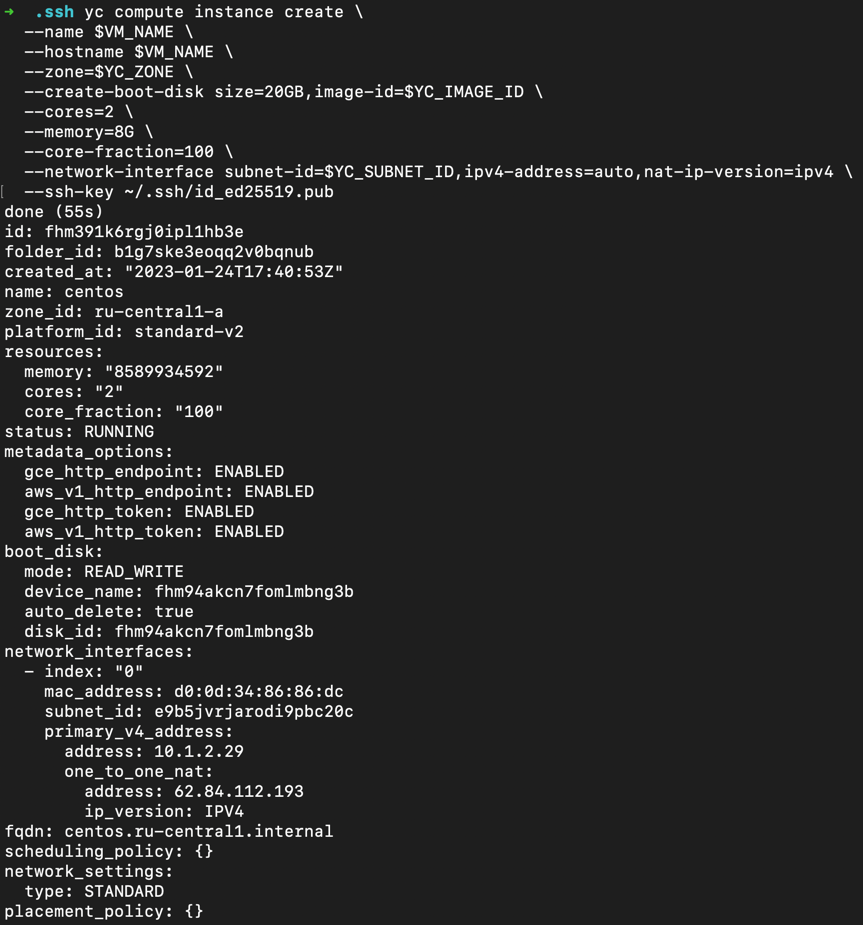 ➜  .ssh yc compute instance create \
  --name $VM_NAME \
  --hostname $VM_NAME \
  --zone=$YC_ZONE \
  --create-boot-disk size=20GB,image-id=$YC_IMAGE_ID \
  --cores=2 \
  --memory=8G \
  --core-fraction=100 \
  --network-interface subnet-id=$YC_SUBNET_ID,ipv4-address=auto,nat-ip-version=ipv4 \
[ --ssh-key ~/.ssh/id_ed25519.pub
done (55s)
id: fhm391k6rgj0ipl1hb3e
folder_id: b1g7ske3eoqq2v0bqnub
created_at: "2023-01-24T17:40:53Z"
name: centos
zone_id: ru-central1-a
platform_id: standard-v2
resources:
  memory: "8589934592"
  cores: "2"
  core_fraction: "100"
status: RUNNING
metadata_options:
  gce_http_endpoint: ENABLED
  aws_v1_http_endpoint: ENABLED
  gce_http_token: ENABLED
  aws_v1_http_token: ENABLED
boot_disk:
  mode: READ_WRITE
  device_name: fhm94akcn7fomlmbng3b
  auto_delete: true
  disk_id: fhm94akcn7fomlmbng3b
network_interfaces:
  - index: "0"
    mac_address: d0:0d:34:86:86:dc
    subnet_id: e9b5jvrjarodi9pbc20c
    primary_v4_address:
      address: 10.1.2.29
      one_to_one_nat:
        address: 62.84.112.193
        ip_version: IPV4
fqdn: centos.ru-central1.internal
scheduling_policy: {}
network_settings:
  type: STANDARD
placement_policy: {}